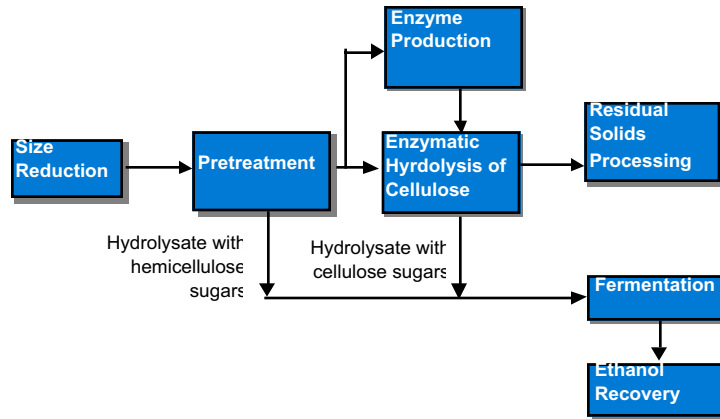 Enzyme
Production
Size
Reduction
Pretreatment
Enzymatic
Hyrdolysis of
Cellulose
Residual
Solids
Processing
Hydrolysate with
hemicellulose
sugars
Hydrolysate with
cellulose sugars
Fermentation
Ethanol
Recovery